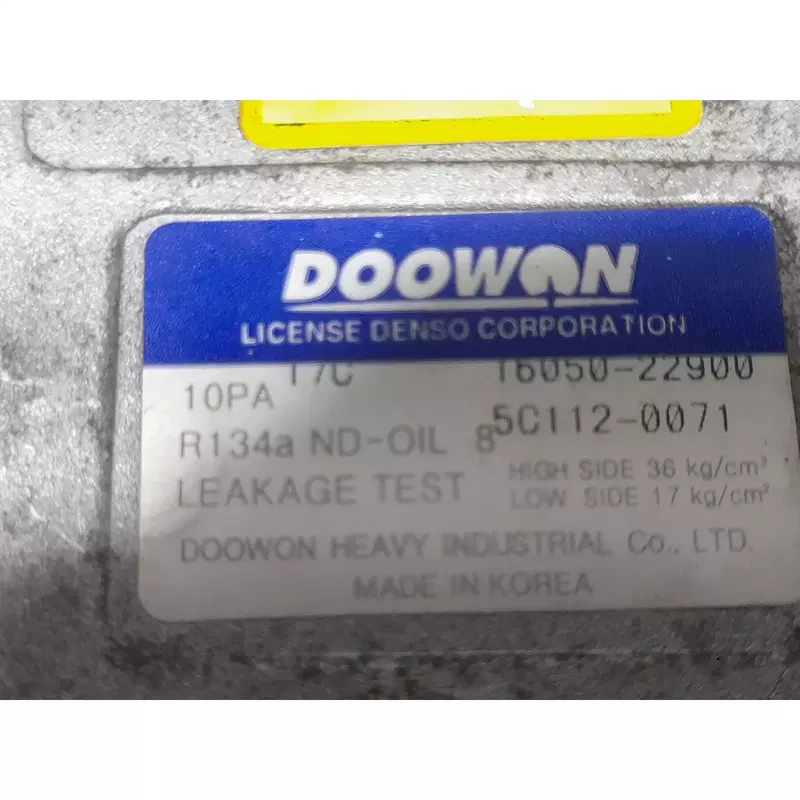 DOOWON
LICENSE DENSO CORPORATION
10PA 17C 16050-22900
R134a ND-OIL 8 5C112-0071
LEAKAGE TEST HIGH SIDE 36 kg/cm²
LOW SIDE 17 kg/cm²
DOOWON HEAVY INDUSTRIAL Co., LTD.
MADE IN KOREA